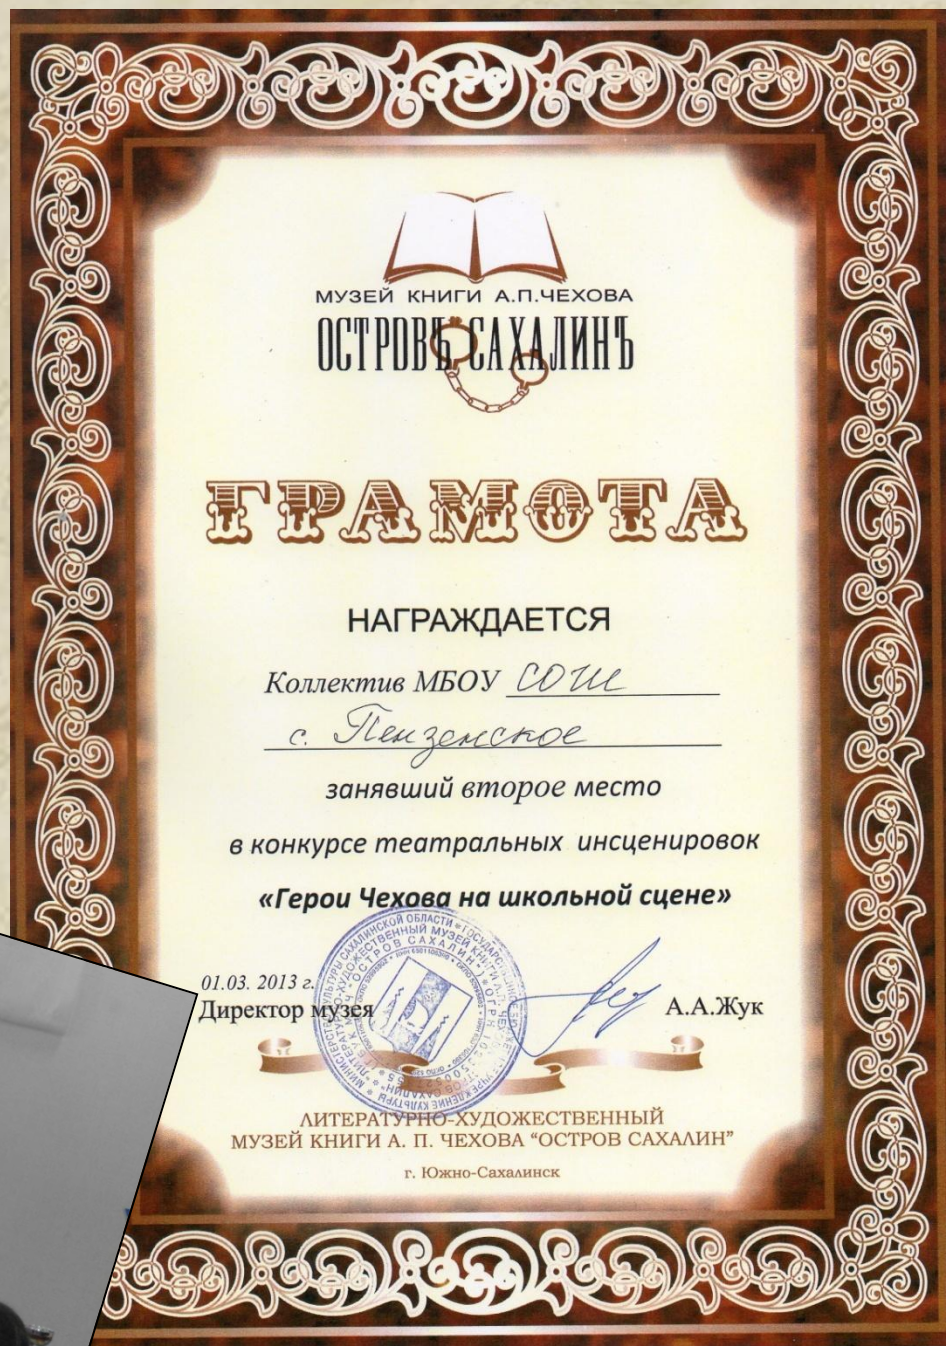 МУЗЕЙ КНИГИ А.П.ЧЕХОВА
ОСТРОВЪ САХАЛИНЪ
ГРАМОТА
НАГРАЖДАЕТСЯ
Коллектив МБОУ СОШ
с. Пензенское
занявший второе место
в конкурсе театральных инсценировок
«Герои Чехова на школьной сцене»
01.03. 2013 г.
Директор музея А.А.Жук
ЛИТЕРАТУРНО-ХУДОЖЕСТВЕННЫЙ
МУЗЕЙ КНИГИ А. П. ЧЕХОВА "ОСТРОВ САХАЛИН"
г. Южно-Сахалинск